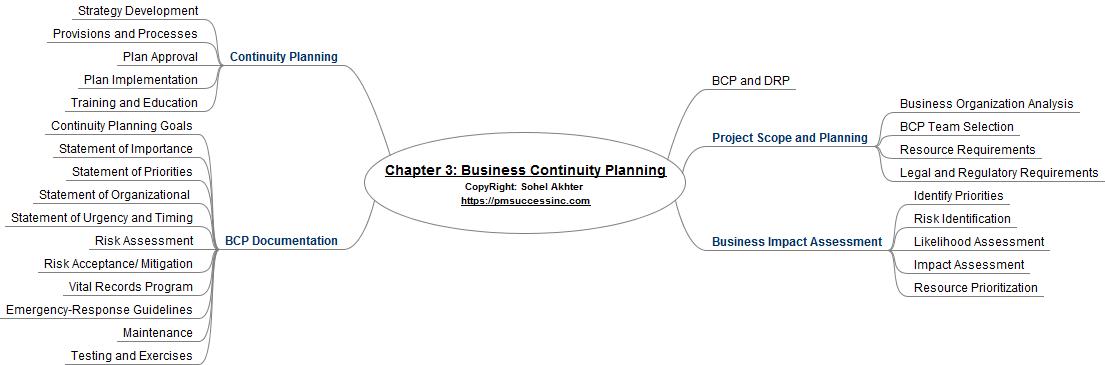 Chapter 3: Business Continuity Planning
CopyRight: Sohel Akhter
https://pmsuccessinc.com
BCP and DRP
Project Scope and Planning
Business Organization Analysis
BCP Team Selection
Resource Requirements
Legal and Regulatory Requirements
Business Impact Assessment
Identify Priorities
Risk Identification
Likelihood Assessment
Impact Assessment
Resource Prioritization
Continuity Planning
Strategy Development
Provisions and Processes
Plan Approval
Plan Implementation
Training and Education
BCP Documentation
Continuity Planning Goals
Statement of Importance
Statement of Priorities
Statement of Organizational
Statement of Urgency and Timing
Risk Assessment
Risk Acceptance/ Mitigation
Vital Records Program
Emergency-Response Guidelines
Maintenance
Testing and Exercises